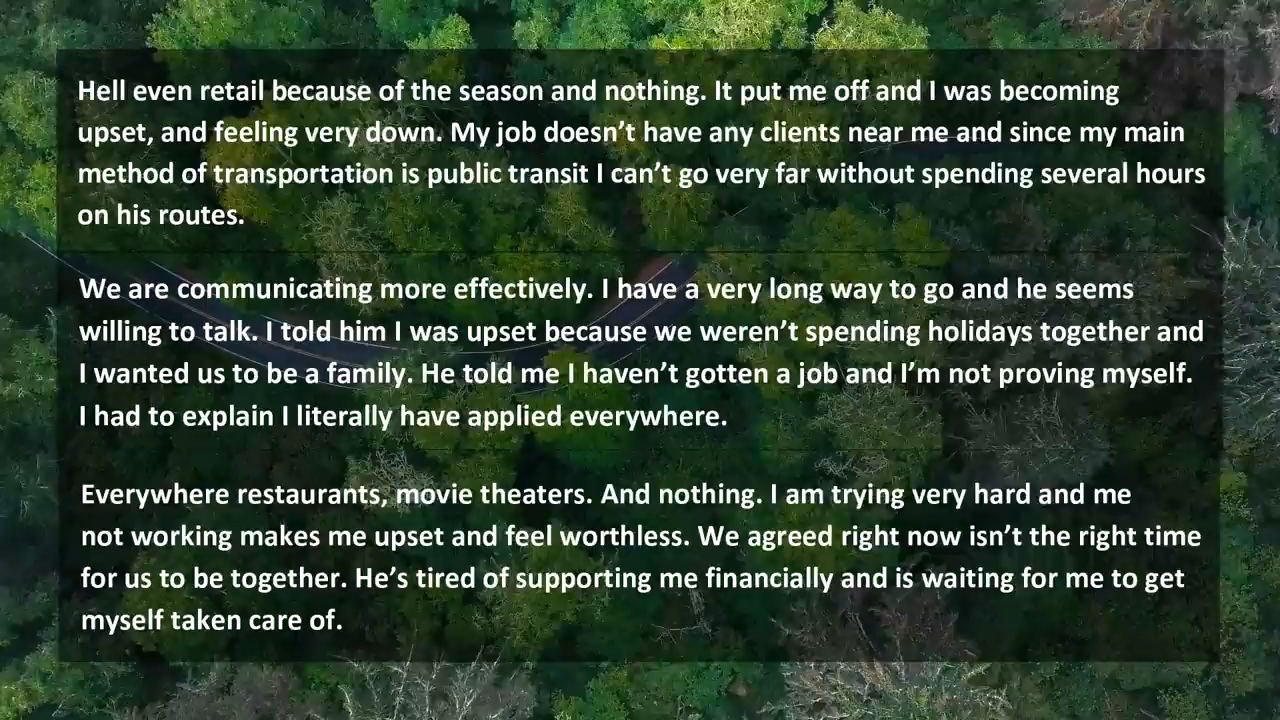 Hell even retail because of the season and nothing. It put me off and I was becoming
upset, and feeling very down. My job doesn’t have any clients near me and since my main
method of transportation is public transit I can’t go very far without spending several hours
on his routes.
We are communicating more effectively. I have a very long way to go and he seems
willing to talk. I told him I was upset because we weren’t spending holidays together and
I wanted us to be a family. He told me I haven’t gotten a job and I’m not proving myself.
I had to explain I literally have applied everywhere.
Everywhere restaurants, movie theaters. And nothing. I am trying very hard and me
not working makes me upset and feel worthless. We agreed right now isn’t the right time
for us to be together. He’s tired of supporting me financially and is waiting for me to get
myself taken care of.